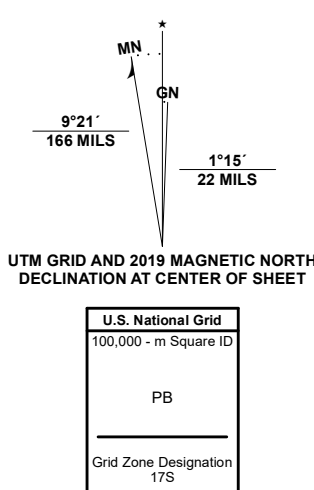 ★
MN
GN
9°21´
166 MILS
1°15´
22 MILS
UTM GRID AND 2019 MAGNETIC NORTH
DECLINATION AT CENTER OF SHEET
U.S. National Grid
100,000 - m Square ID
PB
Grid Zone Designation
17S